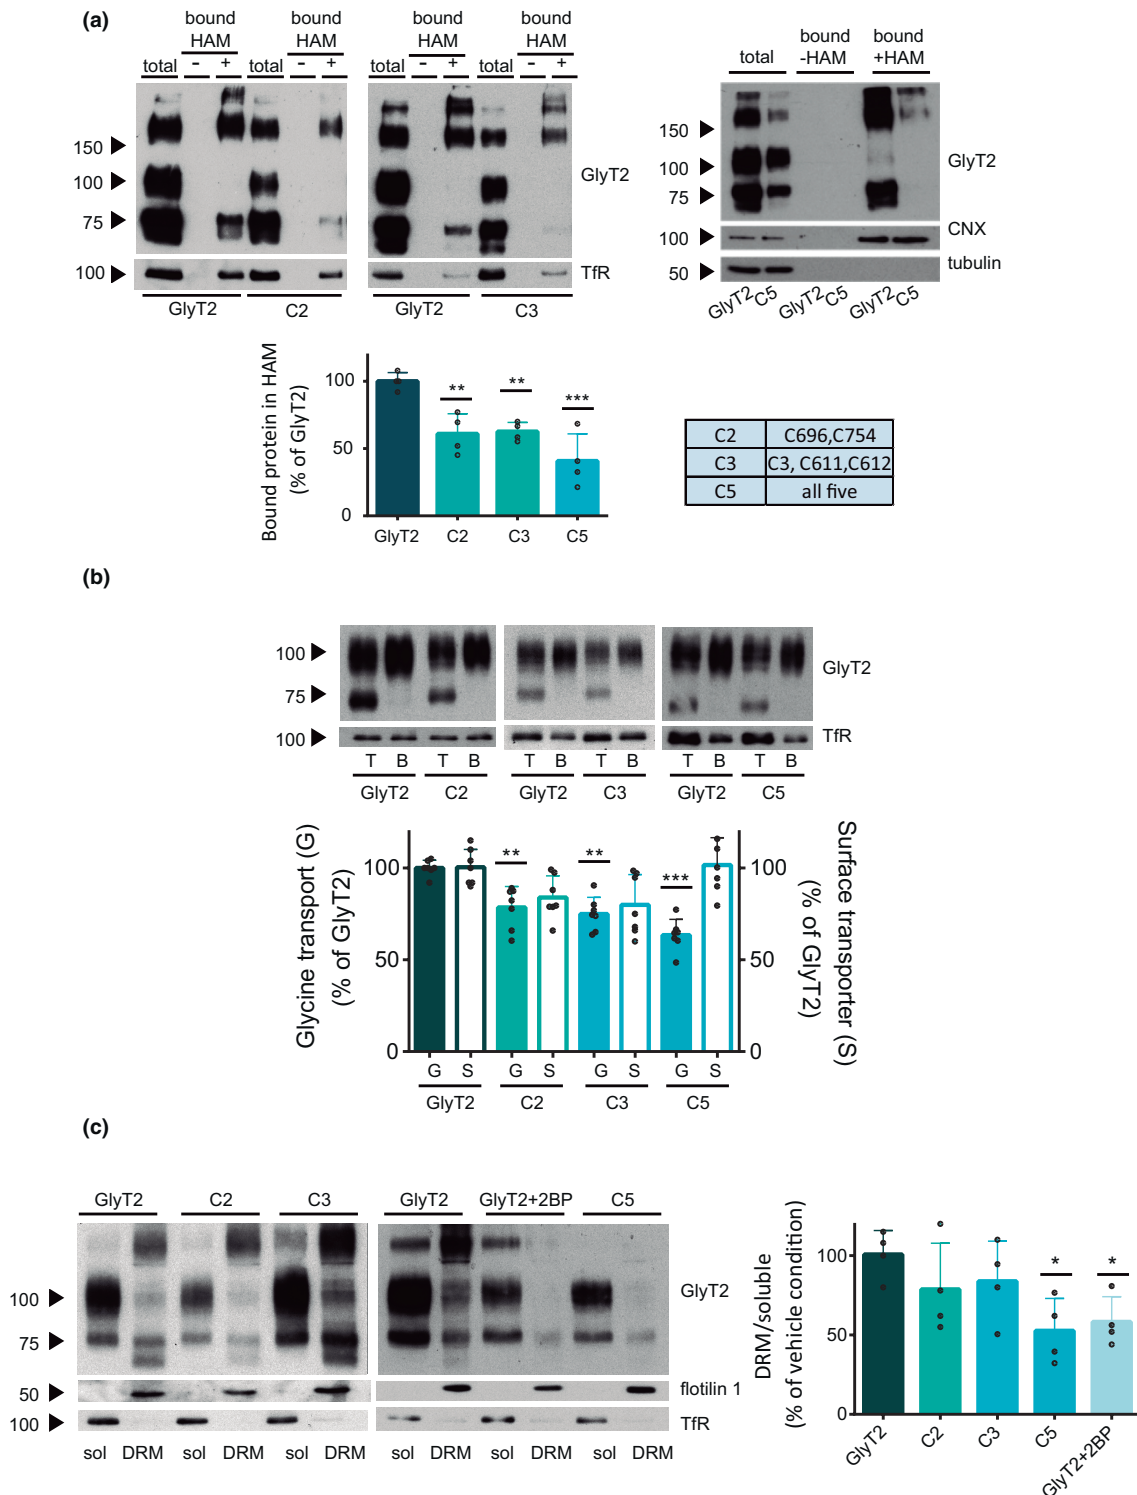 (a)
bound
HAM
bound
HAM
total - + total - +
bound
HAM
bound
HAM
total - + total - +
total
bound
-HAM
bound
+HAM
150
100
75
GlyT2
100
TfR
GlyT2 C2
GlyT2 C3
150
100
75
GlyT2
100
CNX
50
tubulin
GlyT2 C5 GlyT2 C5 GlyT2 C5
Bound protein in HAM
(% of GlyT2)
100
50
0
** ** ***
GlyT2 C2 C3 C5
C2 C696,C754
C3 C3, C611,C612
C5 all five
(b)
100
75
GlyT2
100
TfR
T B T B T B T B T B T B
GlyT2 C2 GlyT2 C3 GlyT2 C5
Glycine transport (G)
(% of GlyT2)
100
50
0
** ** ***
100
50
0
Surface transporter (S)
(% of GlyT2)
G S G S G S G S
GlyT2 C2 C3 C5
(c)
GlyT2 C2 C3 GlyT2 GlyT2+2BP C5
100
75
GlyT2
50
flotilin 1
100
TfR
sol DRM sol DRM sol DRM sol DRM sol DRM sol DRM
DRM/soluble
(% of vehicle condition)
100
50
0
* *
GlyT2 C2 C3 C5 GlyT2+2BP